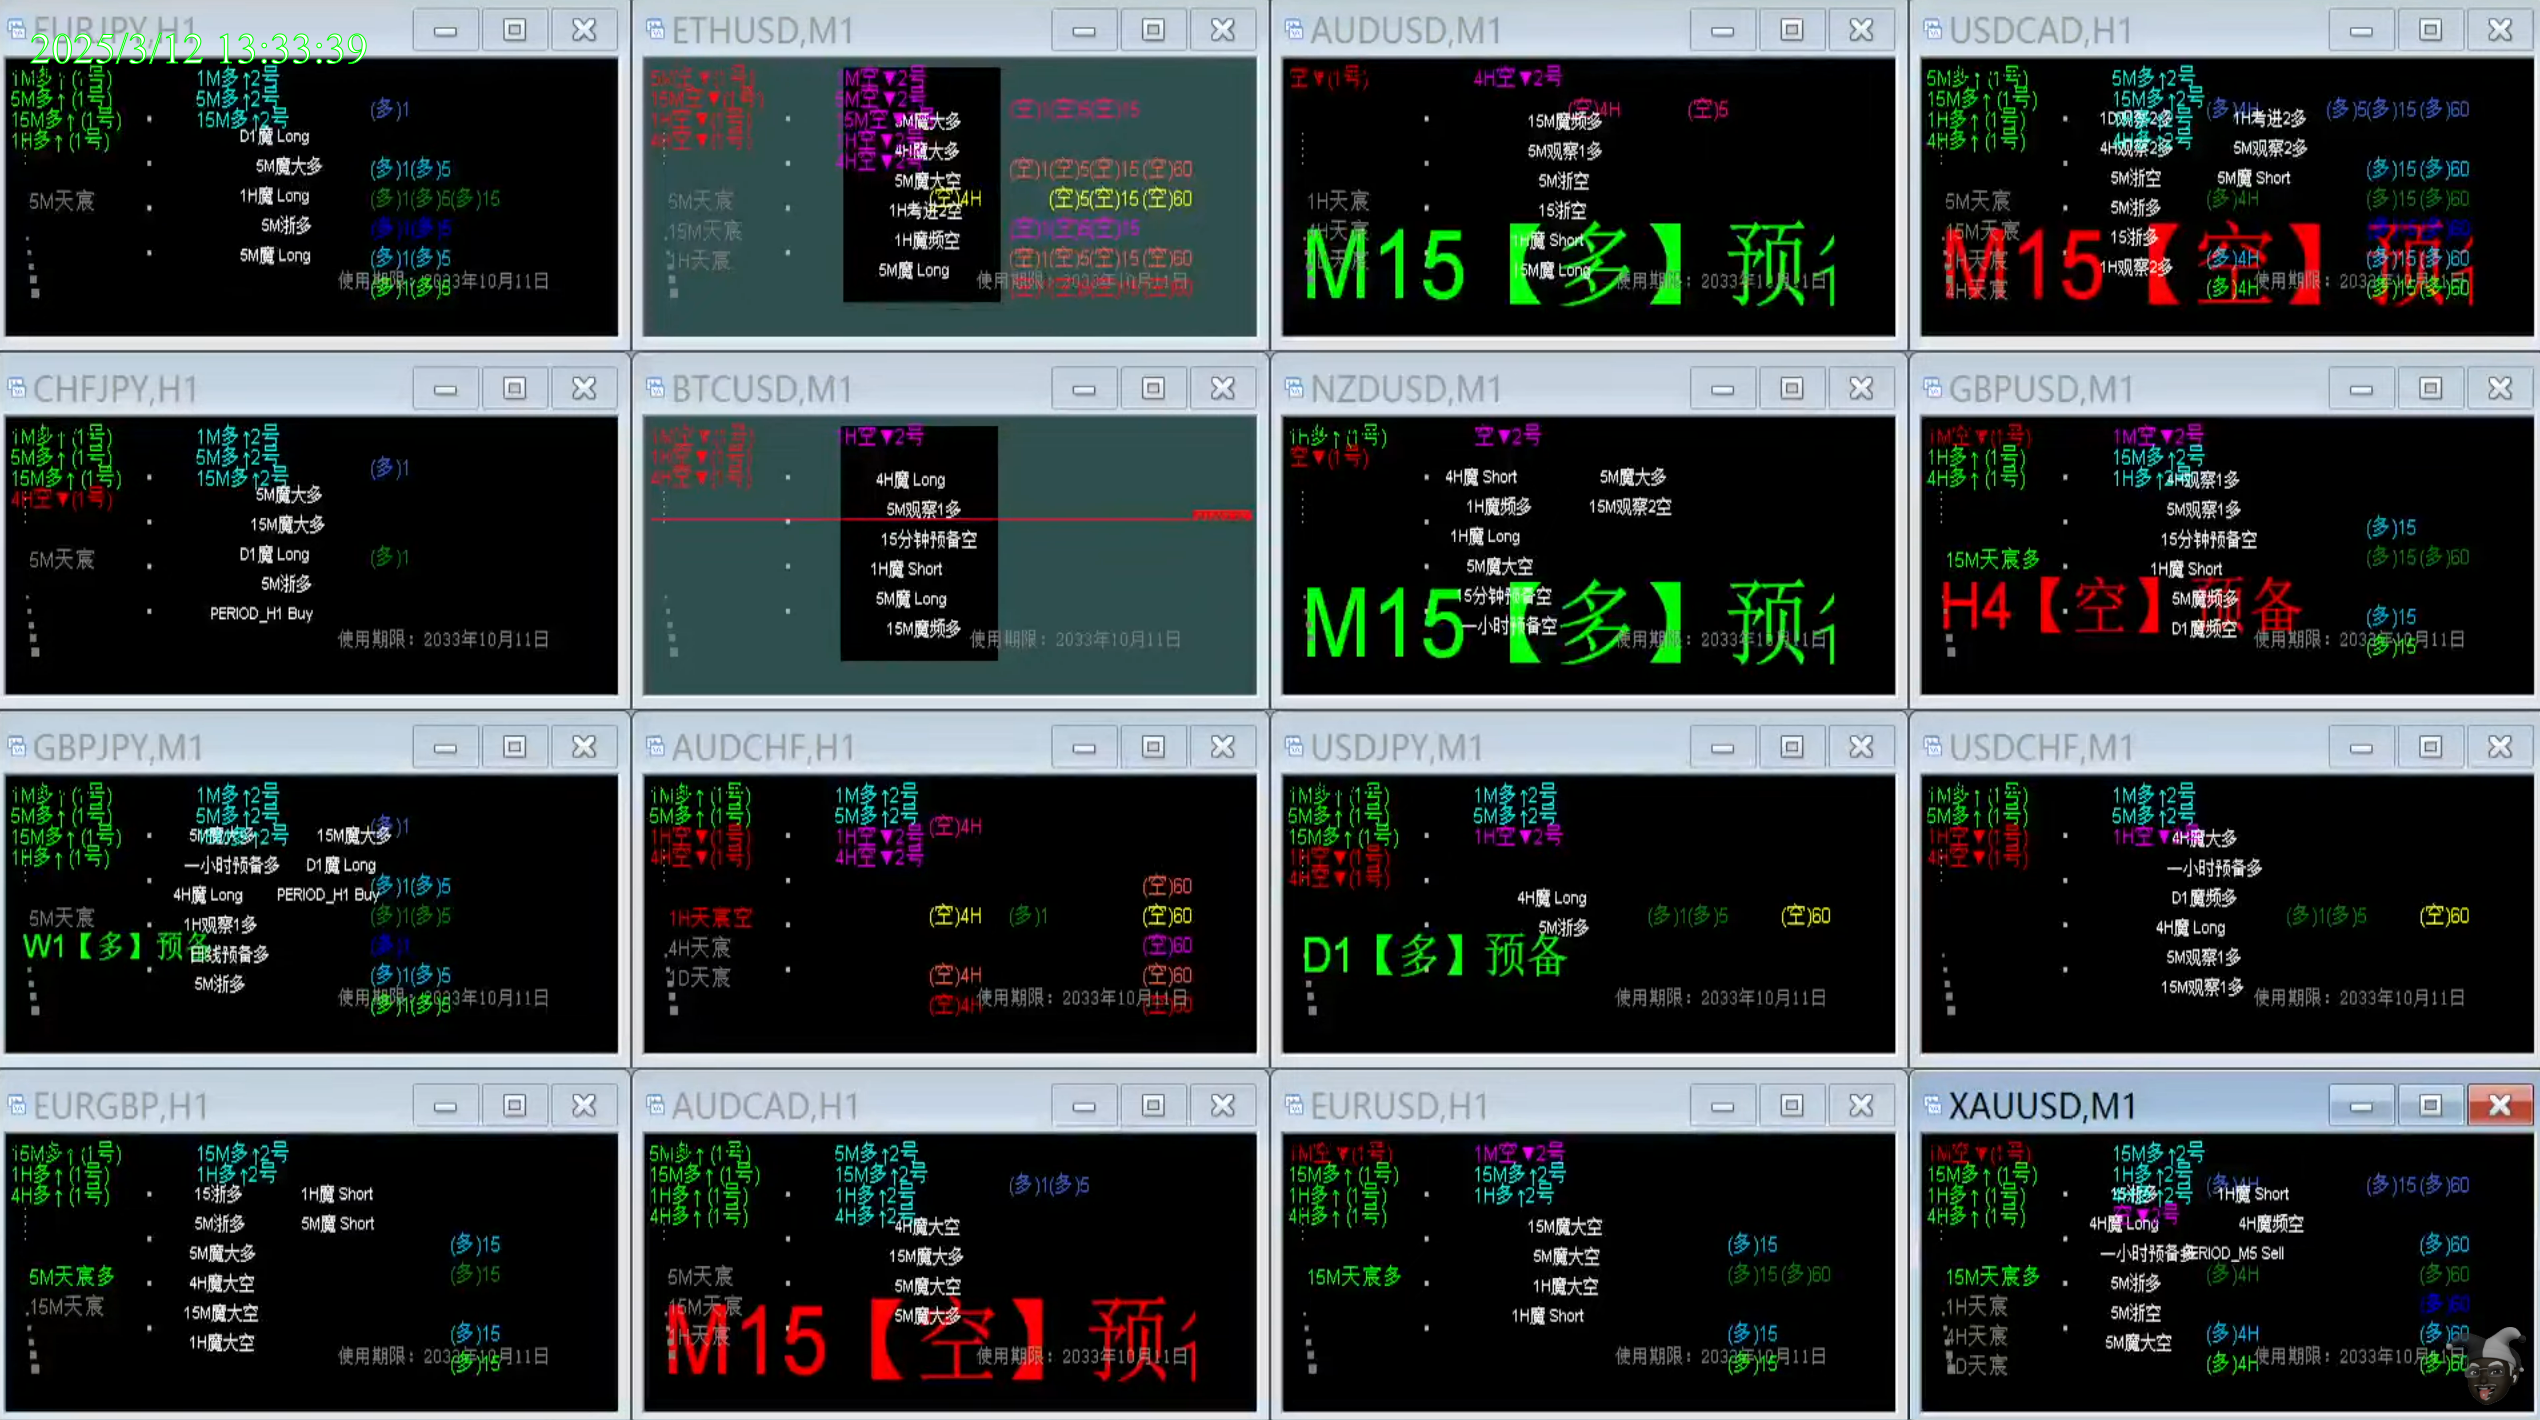 EURJPY,H1
2025/3/12 13:33:39
1M多↑(1号) 1M多↑2号
5M多↑(1号) 5M多↑2号 (多)1
15M多↑(1号) 15M多↑2号
1H多↑(1号) D1魔 Long
5M魔大多 (多)1(多)5
5M天宸 1H魔 Long (多)1(多)5(多)15
5M浙多 (多)1(多)5
5M魔 Long (多)1(多)5
使用期限：2033年10月11日
(多)1(多)5
ETHUSD,M1
5M空▼(1号) 1M空▼2号
15M空▼(1号) 5M空▼2号 (空)1(空)5(空)15
1H空▼(1号) 15M空▼2号 5M魔大多
4H空▼(1号) 1H空▼2号
4H空▼2号 4H魔大多
(空)1(空)5(空)15(空)60
5M天宸 5M魔大空 (空)4H (空)5(空)15(空)60
15M天宸 1H考进2空 (空)1(空)5(空)15
1H天宸 1H魔频空 (空)1(空)5(空)15(空)60
5M魔 Long 使用期限：2033年10月11日
AUDUSD,M1
空▼(1号) 4H空▼2号
(空)4H (空)5
15M魔频多
5M观察1多
5M浙空
1H天宸 15浙空
4H天宸 1H魔 Short
15M魔 Long
M15【多】预
使用期限：2033年10月11日
USDCAD,H1
5M多↑(1号) 5M多↑2号
15M多↑(1号) 15M多↑2号 (多)4H (多)5(多)15(多)60
1H多↑(1号) 1D观察2多 1H考进2多
4H多↑(1号) 4H观察2多 5M观察2多
5M浙空 5M魔 Short (多)15(多)60
5M天宸 5M浙多 (多)4H (多)15(多)60
15M天宸 15浙多
1H天宸 1H观察2多 (多)4H (多)15(多)60
4H天宸 (多)4H (多)15(多)60
M15【空】预
CHFJPY,H1
1M多↑(1号) 1M多↑2号
5M多↑(1号) 5M多↑2号 (多)1
15M多↑(1号) 15M多↑2号
4H空▼(1号) 5M魔大多
15M魔大多
5M天宸 D1魔 Long (多)1
5M浙多
PERIOD_H1 Buy
使用期限：2033年10月11日
BTCUSD,M1
1M空▼(1号) 1H空▼2号
1H空▼(1号)
4H空▼(1号) 4H魔 Long
5M观察1多
15分钟预备空
1H魔 Short
5M魔 Long
15M魔频多
使用期限：2033年10月11日
NZDUSD,M1
1H多↑(1号) 空▼2号
空▼(1号)
4H魔 Short 5M魔大多
1H魔频多 15M观察2空
1H魔 Long
5M魔大空
15分钟预备空
一小时预备空
M15【多】预
使用期限：2033年10月11日
GBPUSD,M1
1M空▼(1号) 1M空▼2号
1H多↑(1号) 15M多↑2号
4H多↑(1号) 1H多↑2号 4H观察1多
5M观察1多 (多)15
15分钟预备空
15M天宸多 1H魔 Short (多)15(多)60
5M魔频多 (多)15
H4【空】预备
D1魔频空
使用期限：2033年10月11日
(多)15
GBPJPY,M1
1M多↑(1号) 1M多↑2号
5M多↑(1号) 5M多↑2号 (多)1
15M多↑(1号) 5M魔大多 15M魔大多
1H多↑(1号) 一小时预备多 D1魔 Long
4H魔 Long PERIOD_H1 Buy (多)1(多)5
5M天宸 1H观察1多 (多)1(多)5
W1【多】预备 日线预备多 (多)1
5M浙多 (多)1(多)5
使用期限：2033年10月11日
(多)1(多)5
AUDCHF,H1
1M多↑(1号) 1M多↑2号
5M多↑(1号) 5M多↑2号 (空)4H
1H空▼(1号) 1H空▼2号
4H空▼(1号) 4H空▼2号
(空)60
1H天宸空 (空)4H (多)1 (空)60
4H天宸 (空)60
1D天宸 (空)4H (空)60
(空)4H 使用期限：2033年10月11日 (空)60
USDJPY,M1
1M多↑(1号) 1M多↑2号
5M多↑(1号) 5M多↑2号
15M多↑(1号) 1H空▼2号
1H空▼(1号)
4H空▼(1号) 4H魔 Long
(多)1(多)5 (空)60
5M浙多
D1【多】预备
使用期限：2033年10月11日
USDCHF,M1
1M多↑(1号) 1M多↑2号
5M多↑(1号) 5M多↑2号
1H空▼(1号) 1H空▼2号 4H魔大多
4H空▼(1号) 一小时预备多
D1魔频多
(多)1(多)5 (空)60
4H魔 Long
5M观察1多
15M观察1多
使用期限：2033年10月11日
EURGBP,H1
15M多↑(1号) 15M多↑2号
1H多↑(1号) 1H多↑2号
4H多↑(1号) 15浙多 1H魔 Short
5M浙多 5M魔 Short
5M魔大多 (多)15
5M天宸多 4H魔大空 (多)15
15M天宸 15M魔大空
1H魔大空 (多)15
使用期限：2033年10月11日
(多)15
AUDCAD,H1
5M多↑(1号) 5M多↑2号
15M多↑(1号) 15M多↑2号 (多)1(多)5
1H多↑(1号) 1H多↑2号
4H多↑(1号) 4H多↑2号
4H魔大空
15M魔大多
5M天宸 5M魔大空
15M天宸 5M魔大多
1H天宸
M15【空】预
使用期限：2033年10月11日
EURUSD,H1
1M空▼(1号) 1M空▼2号
15M多↑(1号) 15M多↑2号
1H多↑(1号) 1H多↑2号
4H多↑(1号) 15M魔大空
5M魔大空 (多)15
15M天宸多 1H魔大空 (多)15(多)60
1H魔 Short (多)15
使用期限：2033年10月11日
(多)15
XAUUSD,M1
1M空▼(1号) 15M多↑2号
15M多↑(1号) 1H多↑2号 (多)4H (多)15(多)60
1H多↑(1号) 15浙多 1H魔 Short
4H多↑(1号) 空▼2号
4H魔 Long 4H魔频空
一小时预备多 PERIOD_M5 Sell (多)60
15M天宸多 5M浙多 (多)4H (多)60
1H天宸 5M浙空 (多)60
4H天宸 5M魔大空 (多)4H (多)60
1D天宸 (多)4H 使用期限：2033年10月11日 (多)60